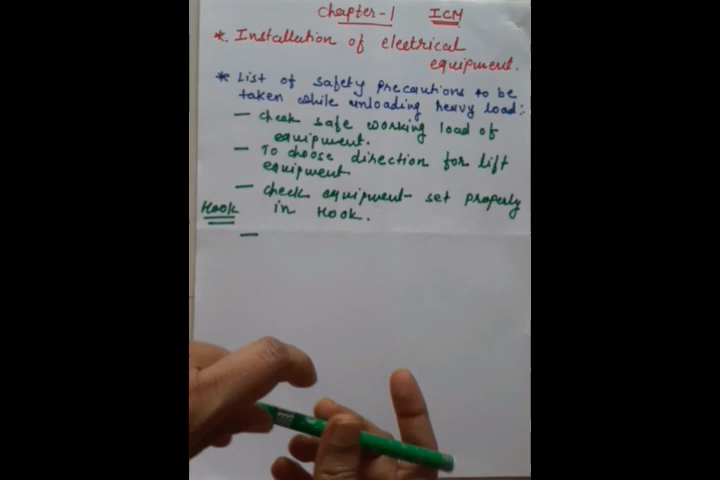 Chapter-1 ICM
* Installation of electrical
equipment.
* List of safety precautions to be
taken while unloading heavy load:
— Check safe working load of
equipment.
— To choose direction for lift
equipment
— Check equipment set properly
Hook in Hook.
—